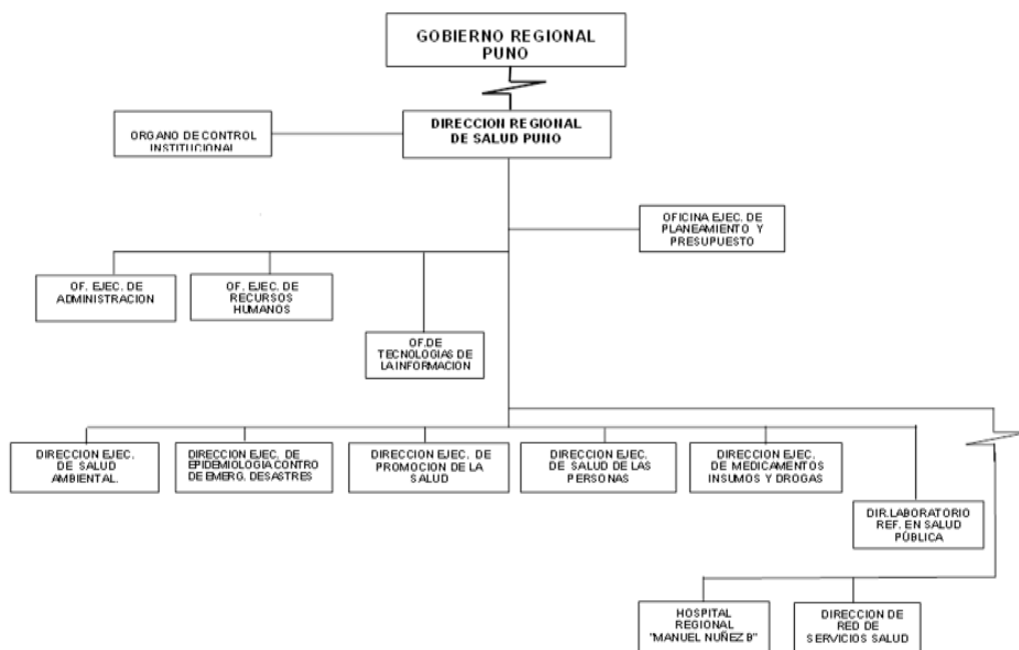 GOBIERNO REGIONAL
PUNO
DIRECCION REGIONAL
DE SALUD PUNO
ORGANO DE CONTROL
INSTITUCIONAL
OFICINA EJEC. DE
PLANEAMIENTO Y
PRESUPUESTO
OF. EJEC. DE
ADMINISTRACION
OF. EJEC. DE
RECURSOS
HUMANOS
OF.DE
TECNOLOGIAS DE
LA INFORMACION
DIRECCION EJEC.
DE SALUD
AMBIENTAL.
DIRECCION EJEC. DE
EPIDEMIOLOGIA CONTRO
DE EMERG. DESASTRES
DIRECCION EJEC. DE
PROMOCION DE LA
SALUD
DIRECCION EJEC.
DE SALUD DE LAS
PERSONAS
DIRECCION EJEC.
DE MEDICAMENTOS
INSUMOS Y DROGAS
DIR.LABORATORIO
REF. EN SALUD
PÚBLICA
HOSPITAL
REGIONAL
"MANUEL NUÑEZ B"
DIRECCION DE
RED DE
SERVICIOS SALUD